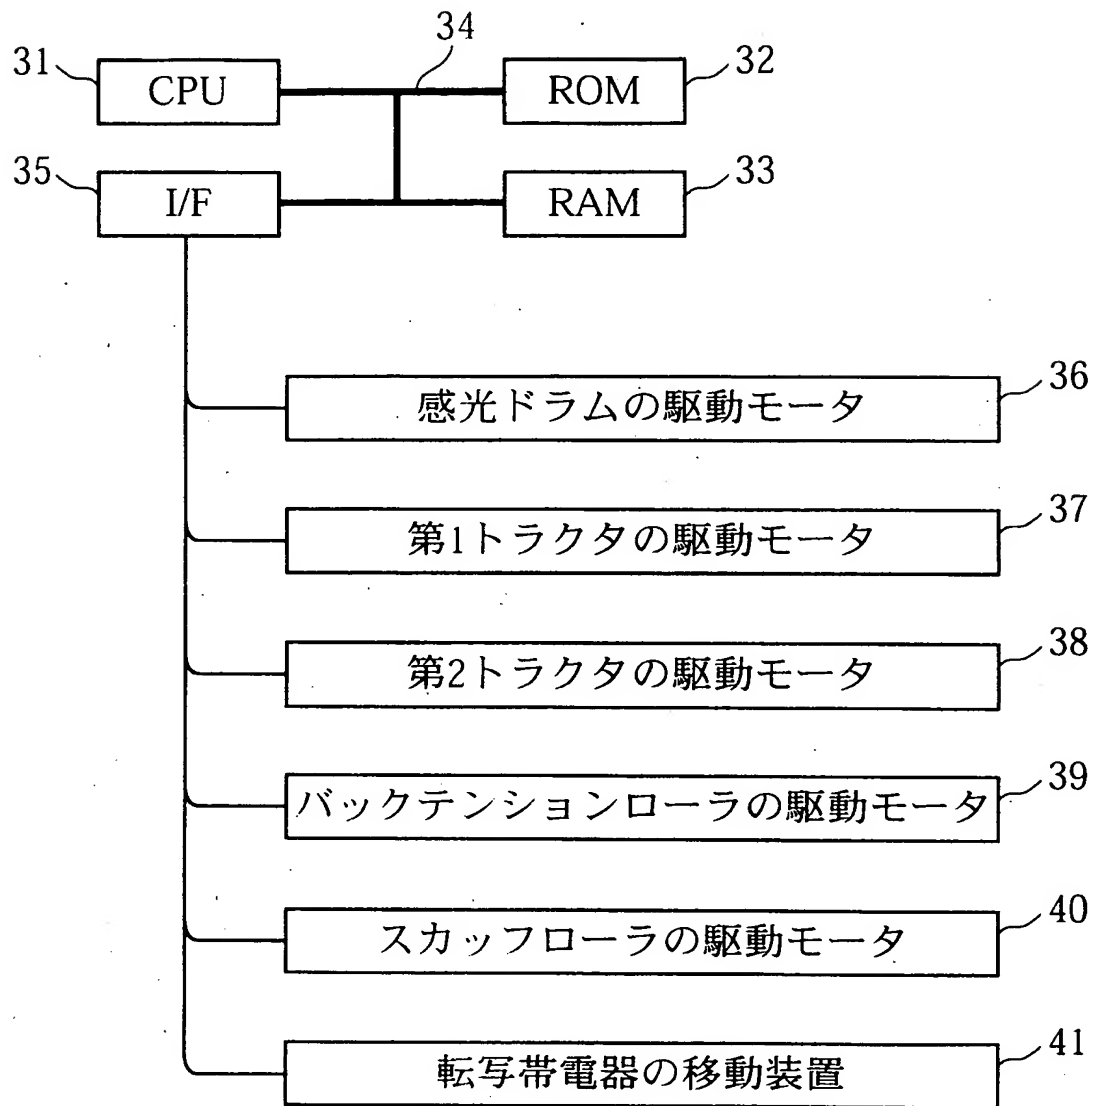 34
31 CPU ROM 32
35 I/F RAM 33
感光ドラムの駆動モータ 36
第1トラクタの駆動モータ 37
第2トラクタの駆動モータ 38
バックテンションローラの駆動モータ 39
スカッフローラの駆動モータ 40
転写帯電器の移動装置 41